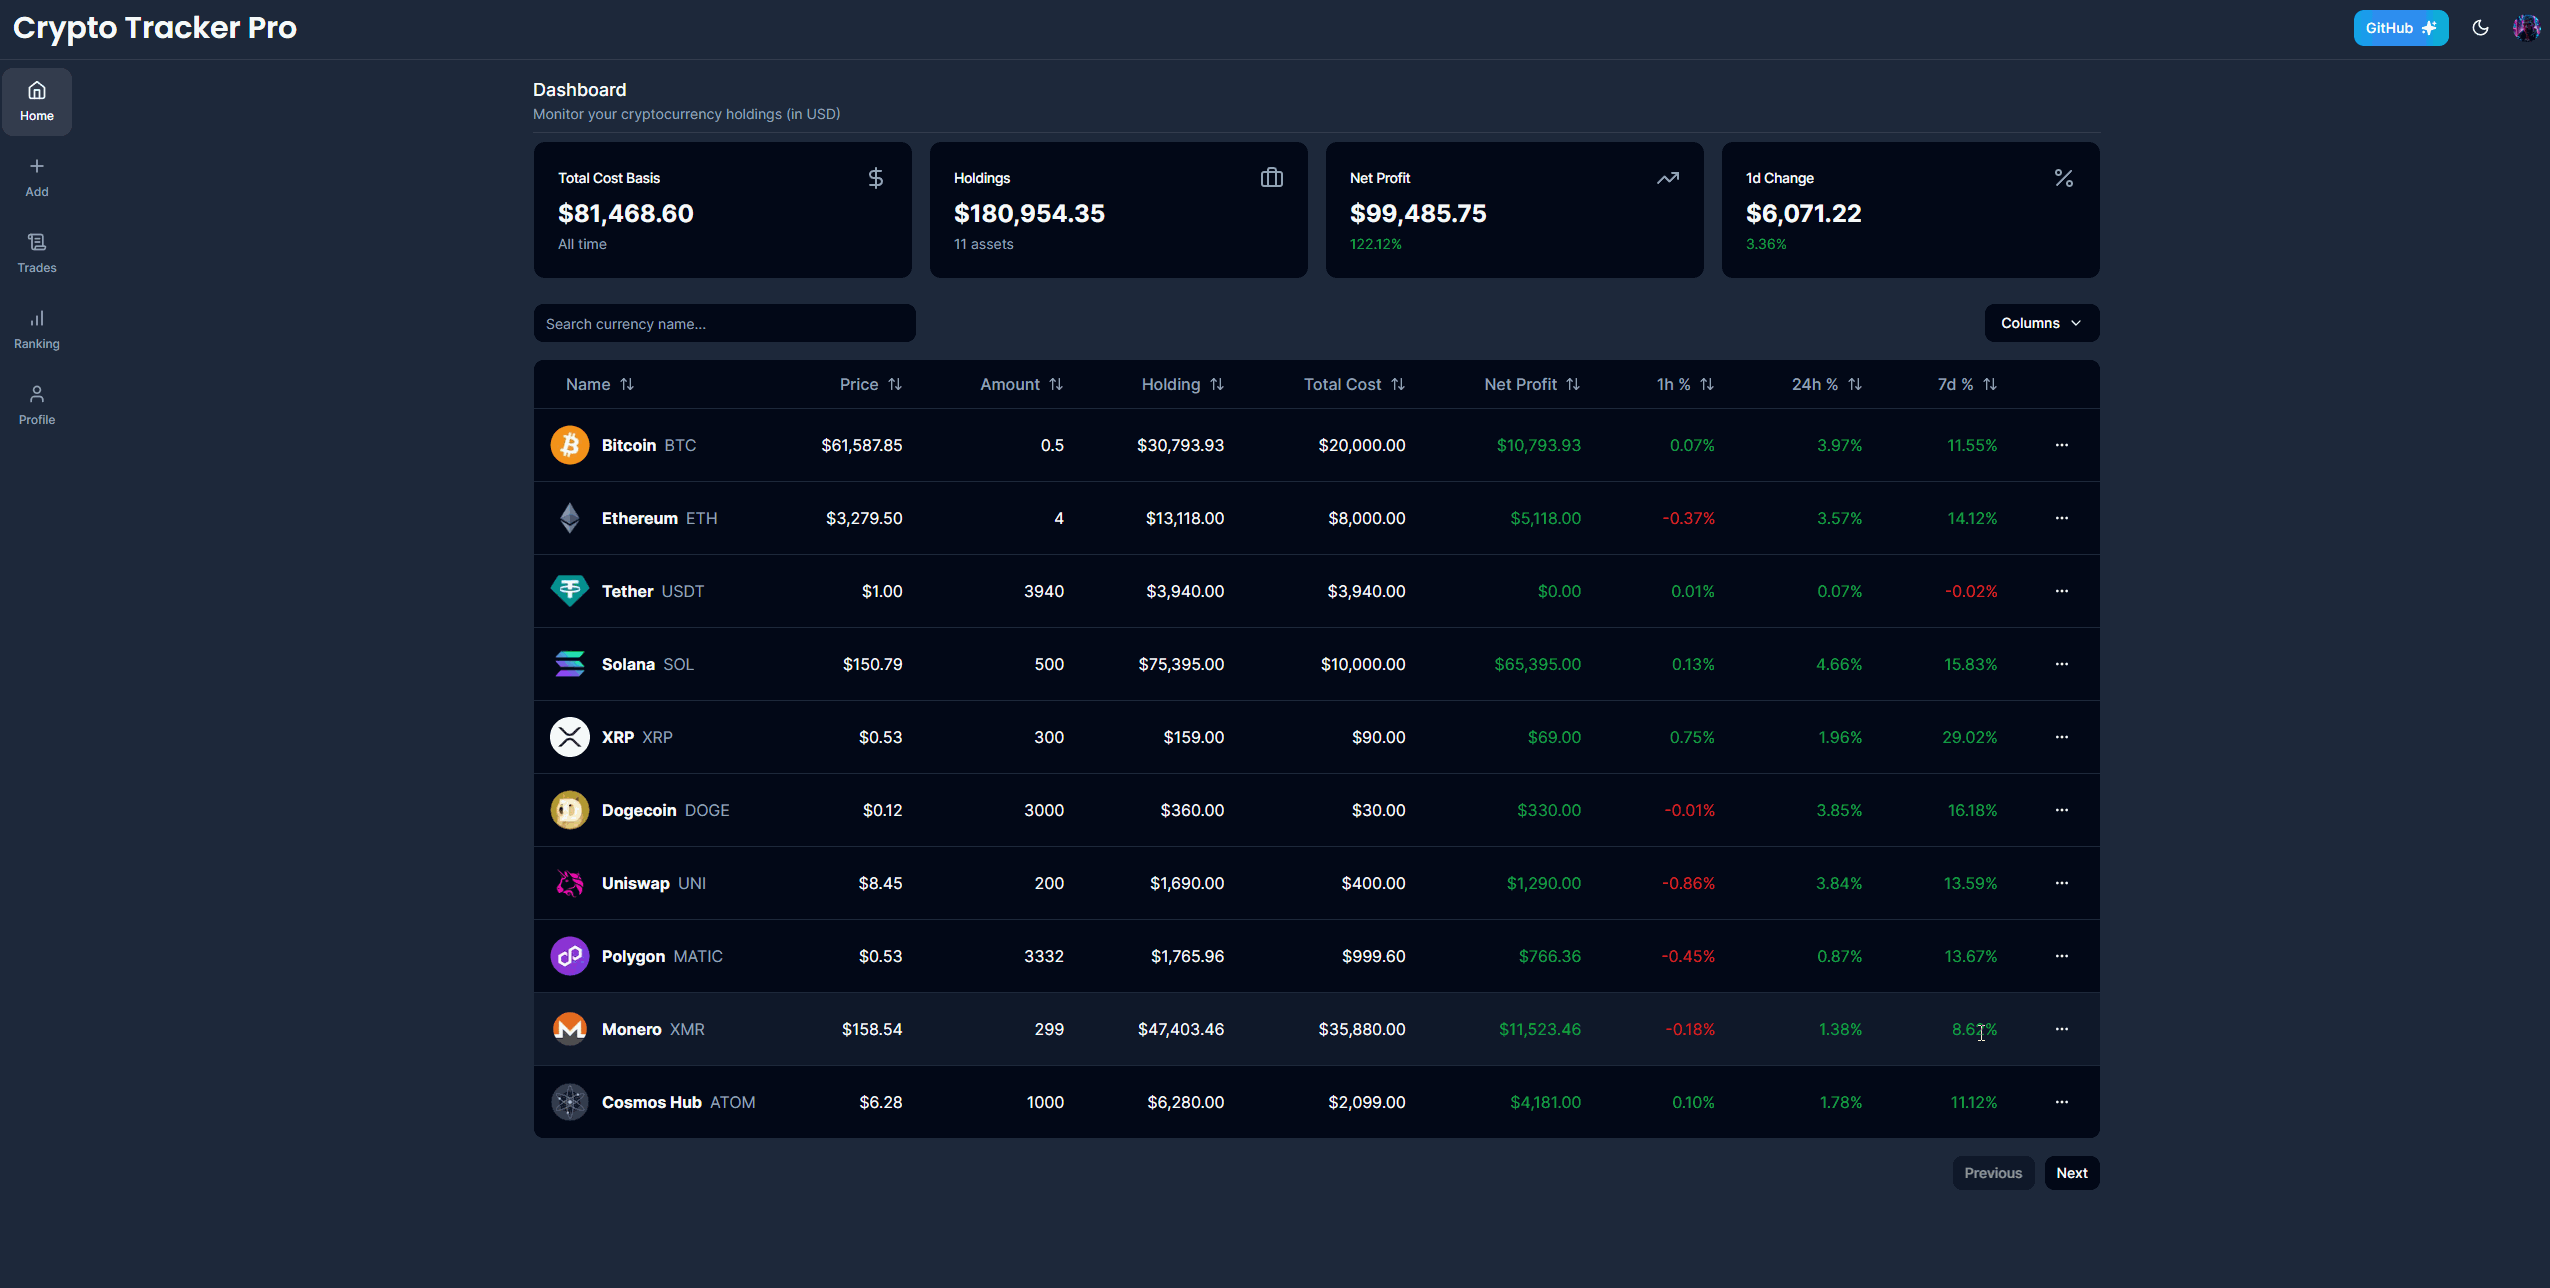 Crypto Tracker Pro
GitHub
Home
Add
Trades
Ranking
Profile
Dashboard
Monitor your cryptocurrency holdings (in USD)
Total Cost Basis
$81,468.60
All time
Holdings
$180,954.35
11 assets
Net Profit
$99,485.75
122.12%
1d Change
$6,071.22
3.36%
Search currency name...
Columns
Name Price Amount Holding Total Cost Net Profit 1h % 24h % 7d %
Bitcoin BTC $61,587.85 0.5 $30,793.93 $20,000.00 $10,793.93 0.07% 3.97% 11.55% ...
Ethereum ETH $3,279.50 4 $13,118.00 $8,000.00 $5,118.00 -0.37% 3.57% 14.12% ...
Tether USDT $1.00 3940 $3,940.00 $3,940.00 $0.00 0.01% 0.07% -0.02% ...
Solana SOL $150.79 500 $75,395.00 $10,000.00 $65,395.00 0.13% 4.66% 15.83% ...
XRP XRP $0.53 300 $159.00 $90.00 $69.00 0.75% 1.96% 29.02% ...
Dogecoin DOGE $0.12 3000 $360.00 $30.00 $330.00 -0.01% 3.85% 16.18% ...
Uniswap UNI $8.45 200 $1,690.00 $400.00 $1,290.00 -0.86% 3.84% 13.59% ...
Polygon MATIC $0.53 3332 $1,765.96 $999.60 $766.36 -0.45% 0.87% 13.67% ...
Monero XMR $158.54 299 $47,403.46 $35,880.00 $11,523.46 -0.18% 1.38% 8.62% ...
Cosmos Hub ATOM $6.28 1000 $6,280.00 $2,099.00 $4,181.00 0.10% 1.78% 11.12% ...
Previous Next